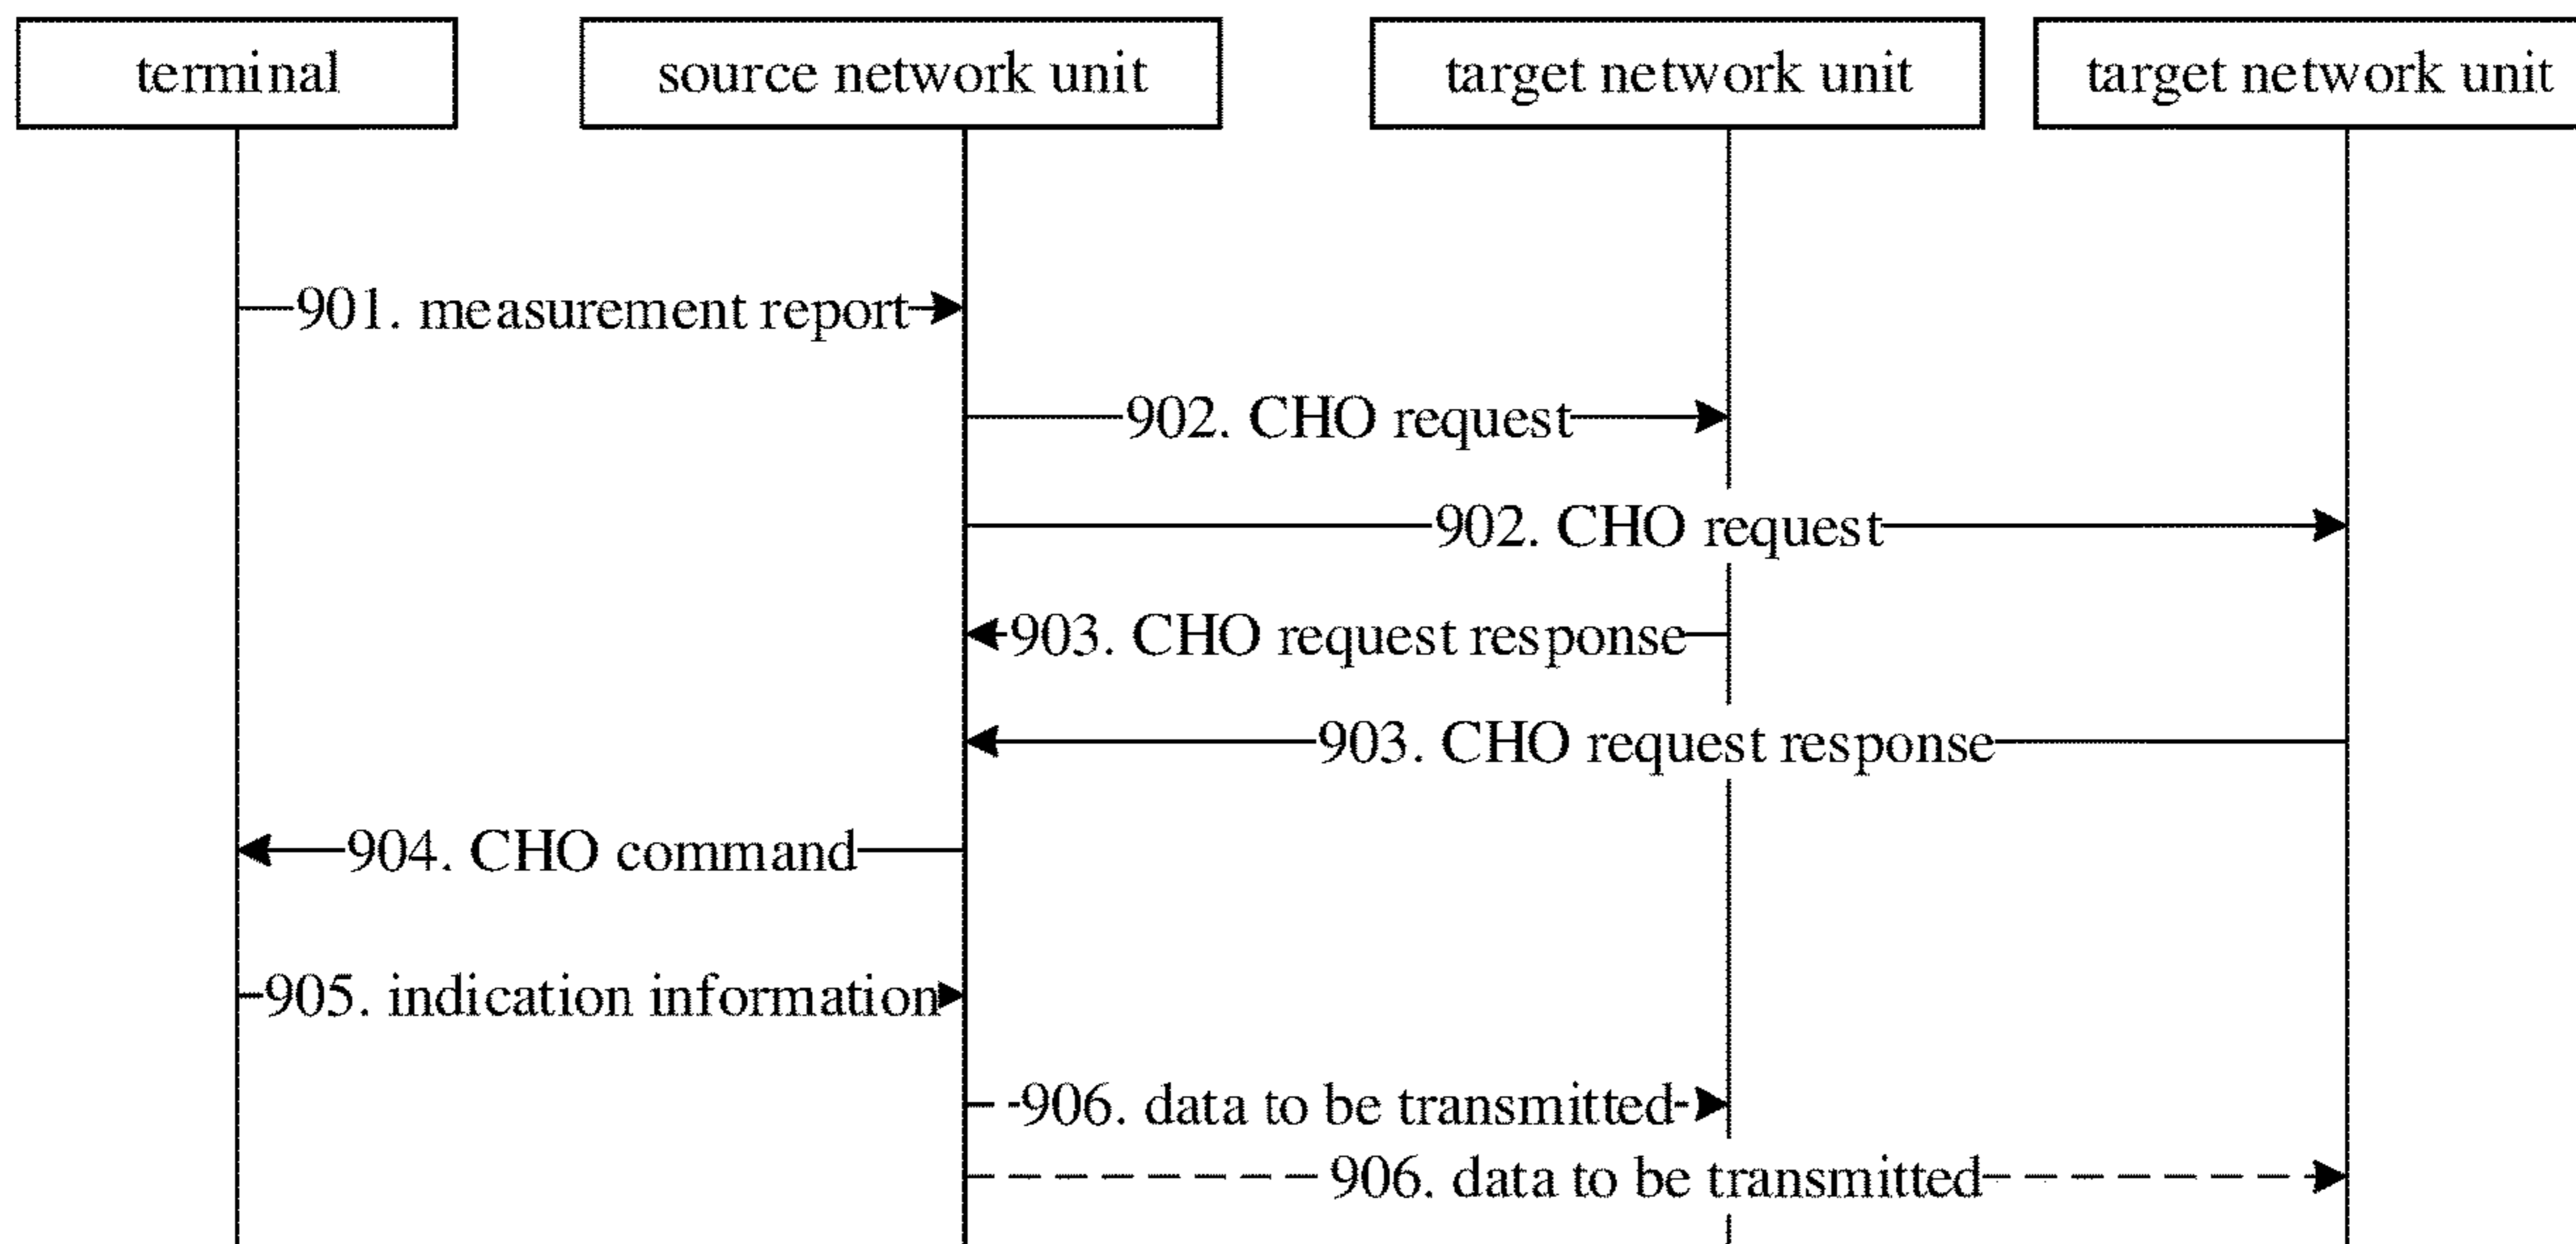 terminal
source network unit
target network unit
target network unit
901. measurement report
902. CHO request
902. CHO request
903. CHO request response
903. CHO request response
904. CHO command
905. indication information
906. data to be transmitted
906. data to be transmitted